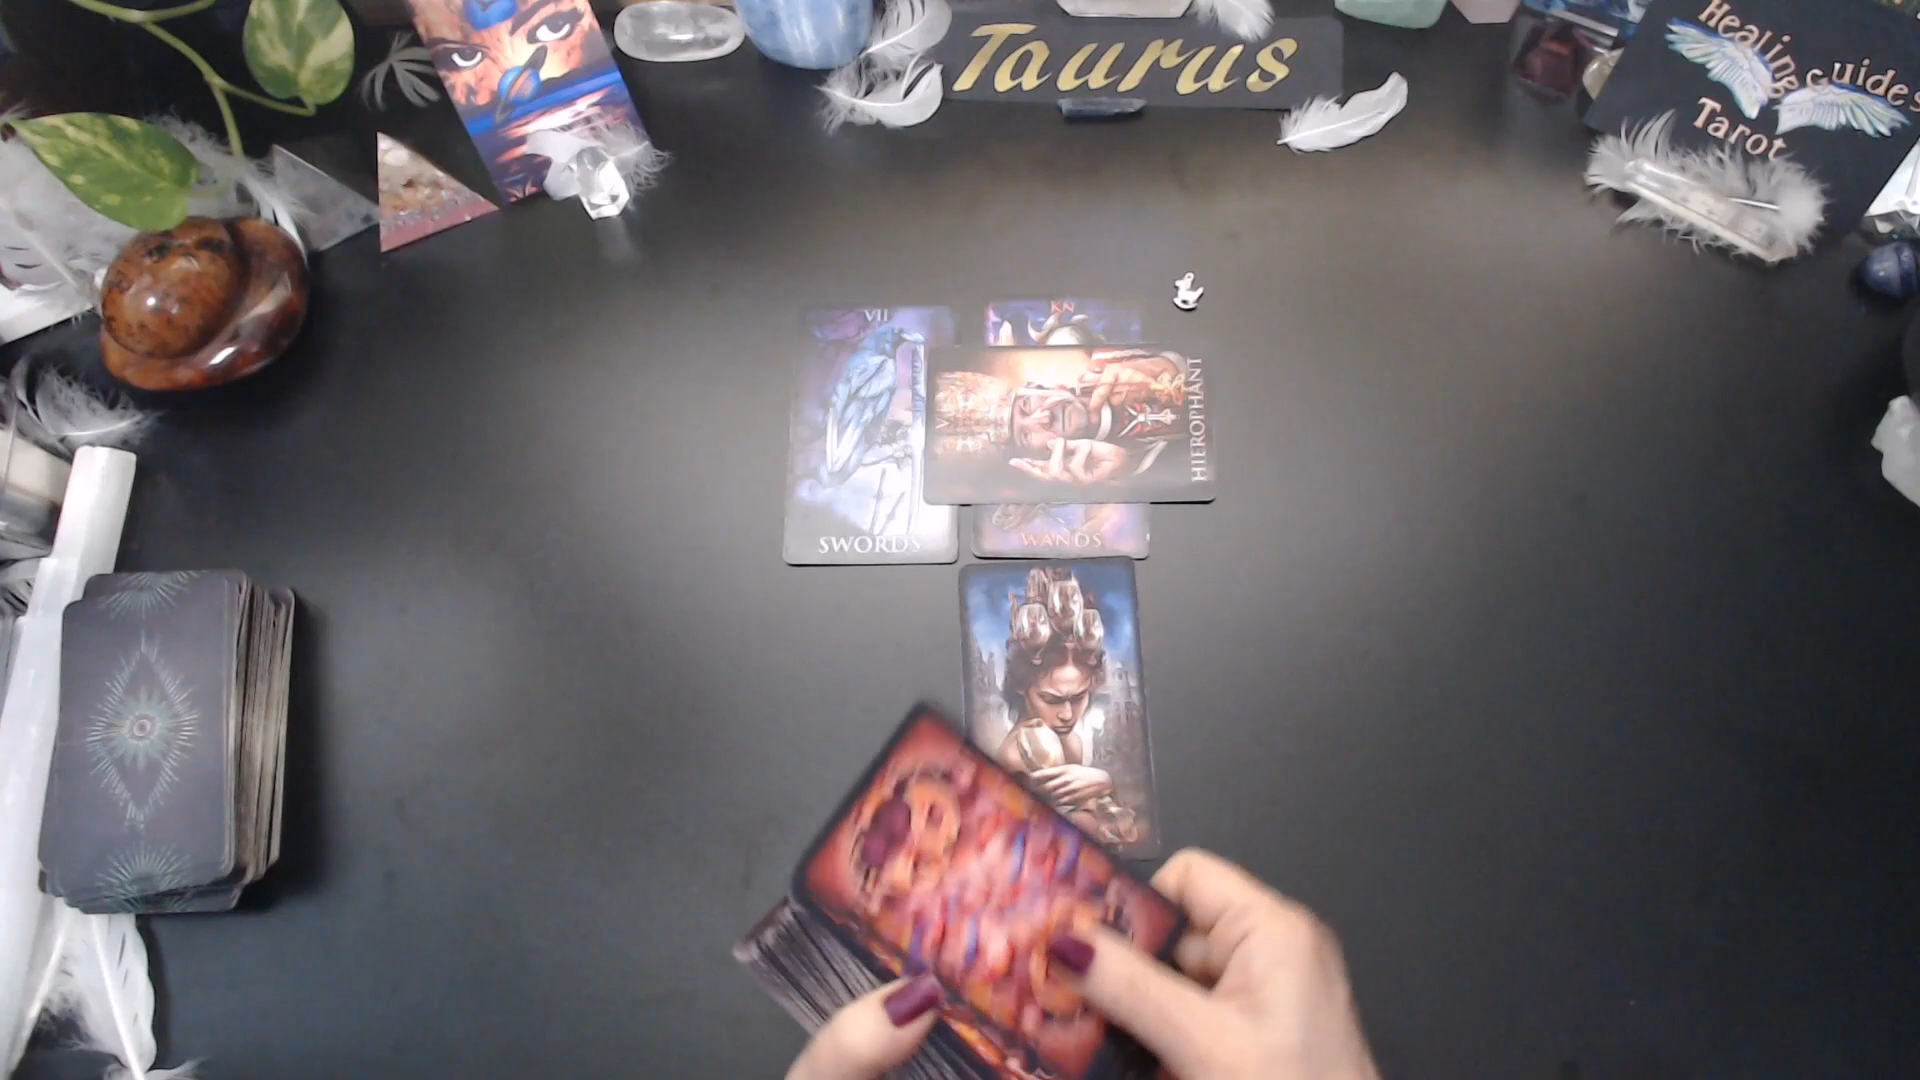 Taurus
Healing
Guides
Tarot
VII
SWORDS
KN
WANDS
V
HIEROPHANT